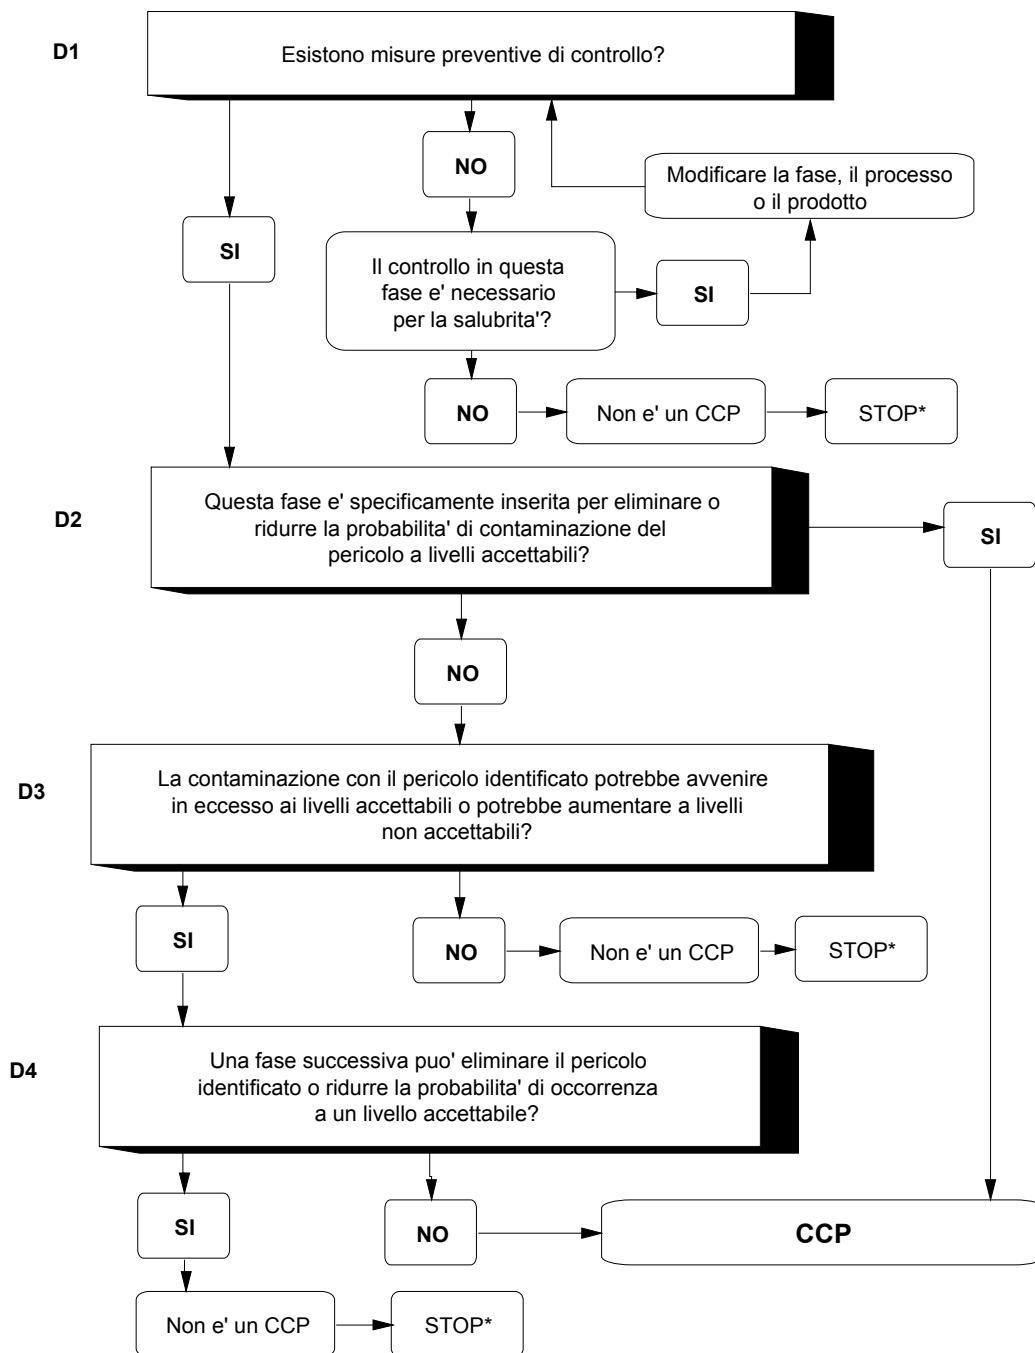 D1
Esistono misure preventive di controllo?
NO
Modificare la fase, il processo
o il prodotto
SI
Il controllo in questa
fase e' necessario
per la salubrita'?
SI
NO
Non e' un CCP
STOP*
D2
Questa fase e' specificamente inserita per eliminare o
ridurre la probabilita' di contaminazione del
pericolo a livelli accettabili?
SI
NO
D3
La contaminazione con il pericolo identificato potrebbe avvenire
in eccesso ai livelli accettabili o potrebbe aumentare a livelli
non accettabili?
SI
NO
Non e' un CCP
STOP*
D4
Una fase successiva puo' eliminare il pericolo
identificato o ridurre la probabilita' di occorrenza
a un livello accettabile?
SI
NO
CCP
Non e' un CCP
STOP*